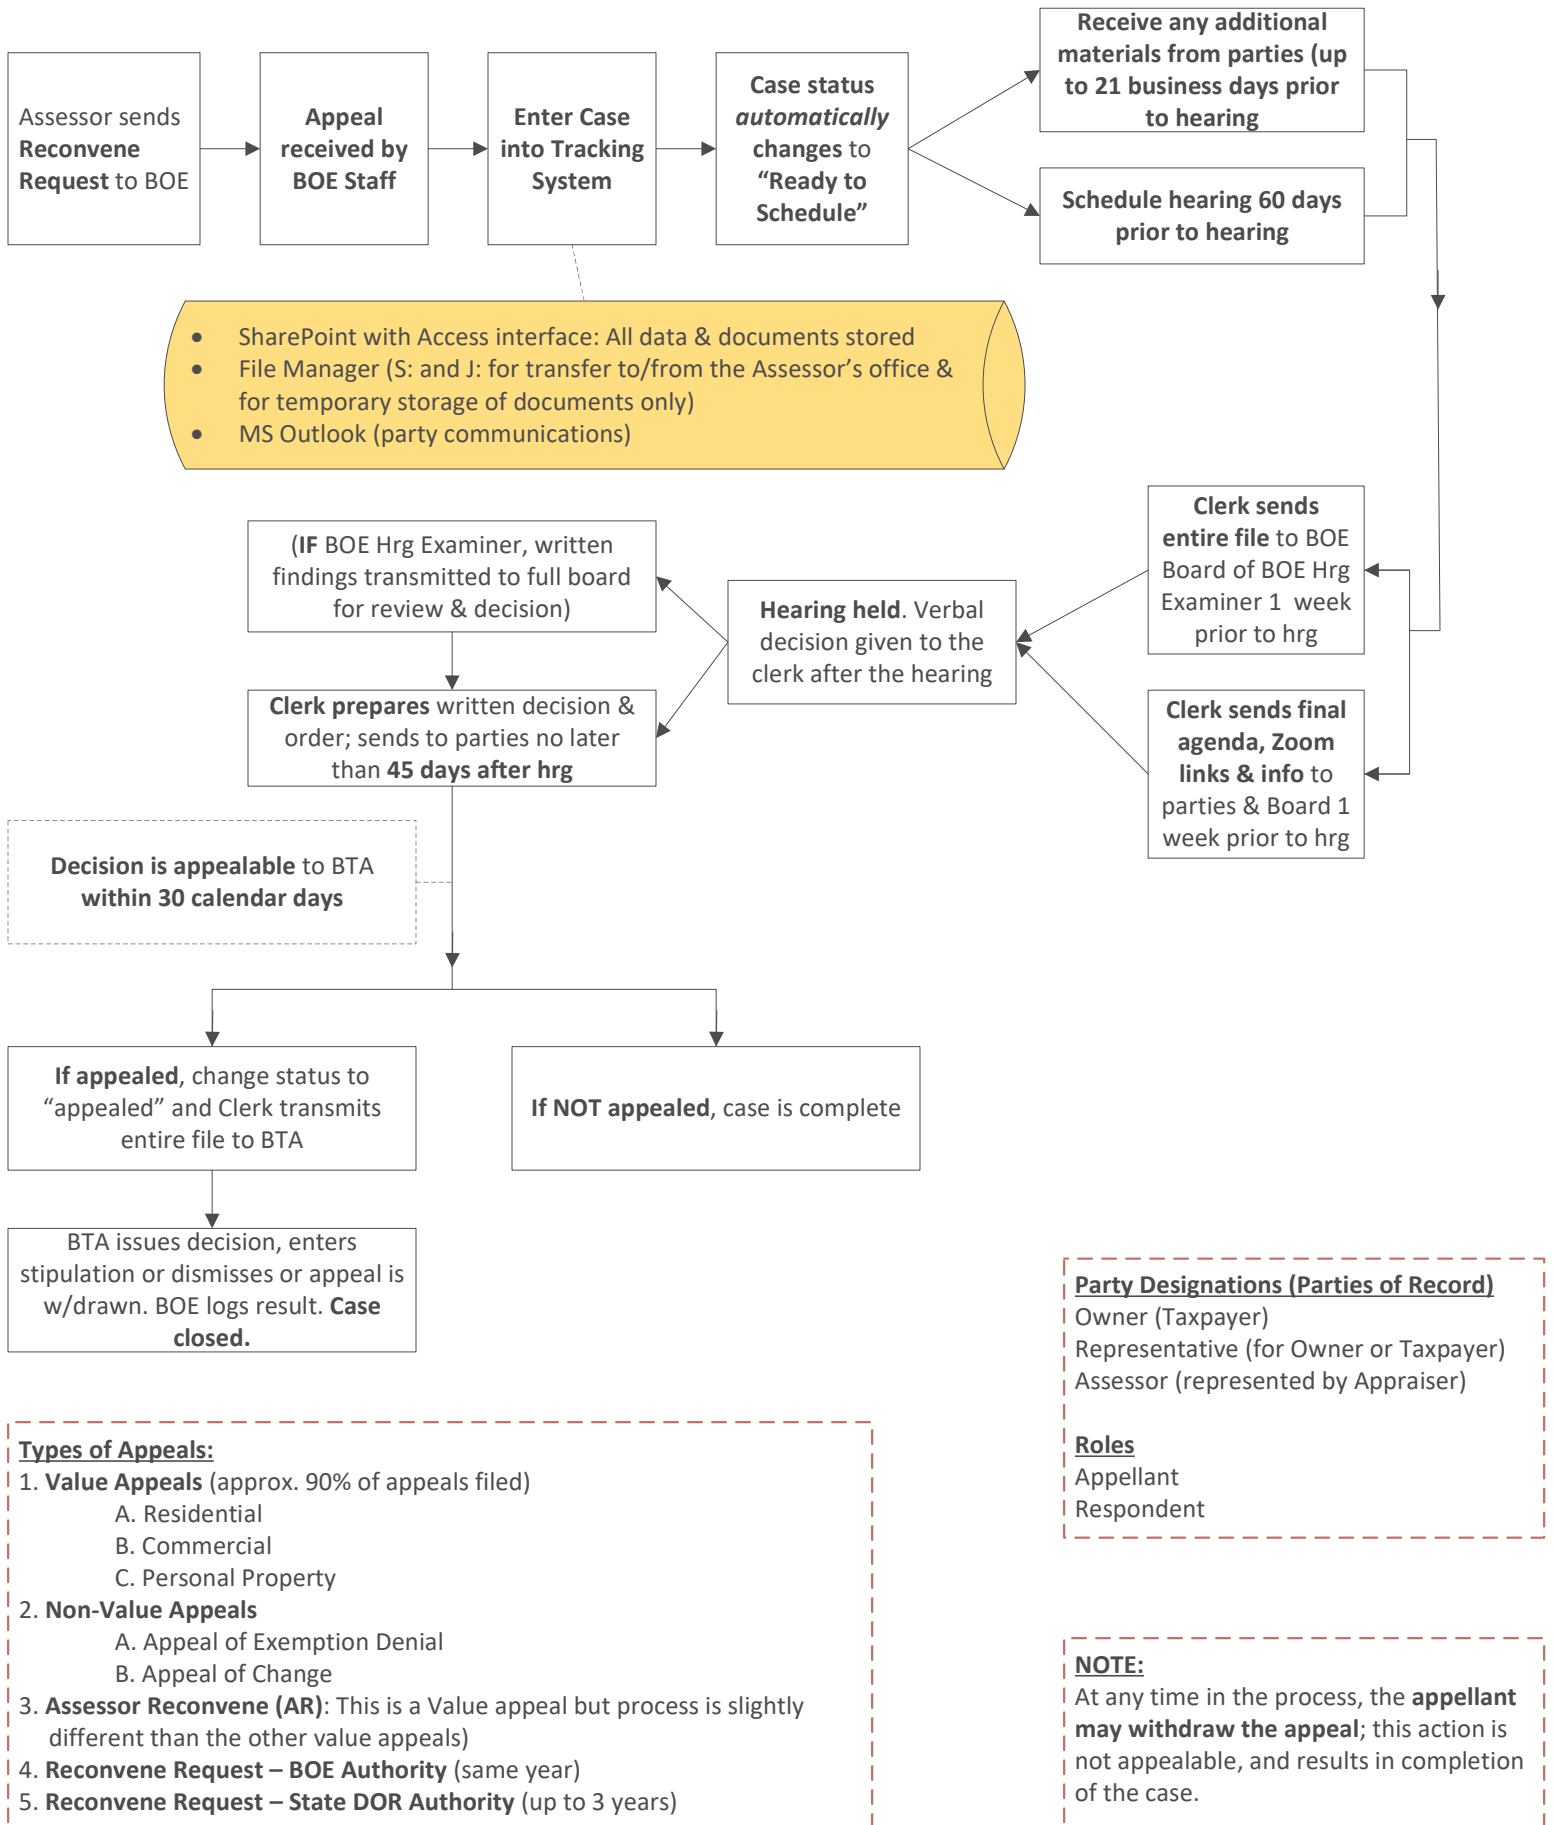 Assessor sends
Reconvene
Request to BOE
Appeal
received by
BOE Staff
Enter Case
into Tracking
System
Case status
automatically
changes to
“Ready to
Schedule”
Receive any additional
materials from parties (up
to 21 business days prior
to hearing
Schedule hearing 60 days
prior to hearing
• SharePoint with Access interface: All data & documents stored
• File Manager (S: and J: for transfer to/from the Assessor’s office &
for temporary storage of documents only)
• MS Outlook (party communications)
Clerk sends
entire file to BOE
Board of BOE Hrg
Examiner 1 week
prior to hrg
Clerk sends final
agenda, Zoom
links & info to
parties & Board 1
week prior to hrg
Hearing held. Verbal
decision given to the
clerk after the hearing
(IF BOE Hrg Examiner, written
findings transmitted to full board
for review & decision)
Clerk prepares written decision &
order; sends to parties no later
than 45 days after hrg
Decision is appealable to BTA
within 30 calendar days
If appealed, change status to
“appealed” and Clerk transmits
entire file to BTA
If NOT appealed, case is complete
BTA issues decision, enters
stipulation or dismisses or appeal is
w/drawn. BOE logs result. Case
closed.
Party Designations (Parties of Record)
Owner (Taxpayer)
Representative (for Owner or Taxpayer)
Assessor (represented by Appraiser)
Roles
Appellant
Respondent
Types of Appeals:
1. Value Appeals (approx. 90% of appeals filed)
A. Residential
B. Commercial
C. Personal Property
2. Non-Value Appeals
A. Appeal of Exemption Denial
B. Appeal of Change
3. Assessor Reconvene (AR): This is a Value appeal but process is slightly
different than the other value appeals)
4. Reconvene Request – BOE Authority (same year)
5. Reconvene Request – State DOR Authority (up to 3 years)
NOTE:
At any time in the process, the appellant
may withdraw the appeal; this action is
not appealable, and results in completion
of the case.